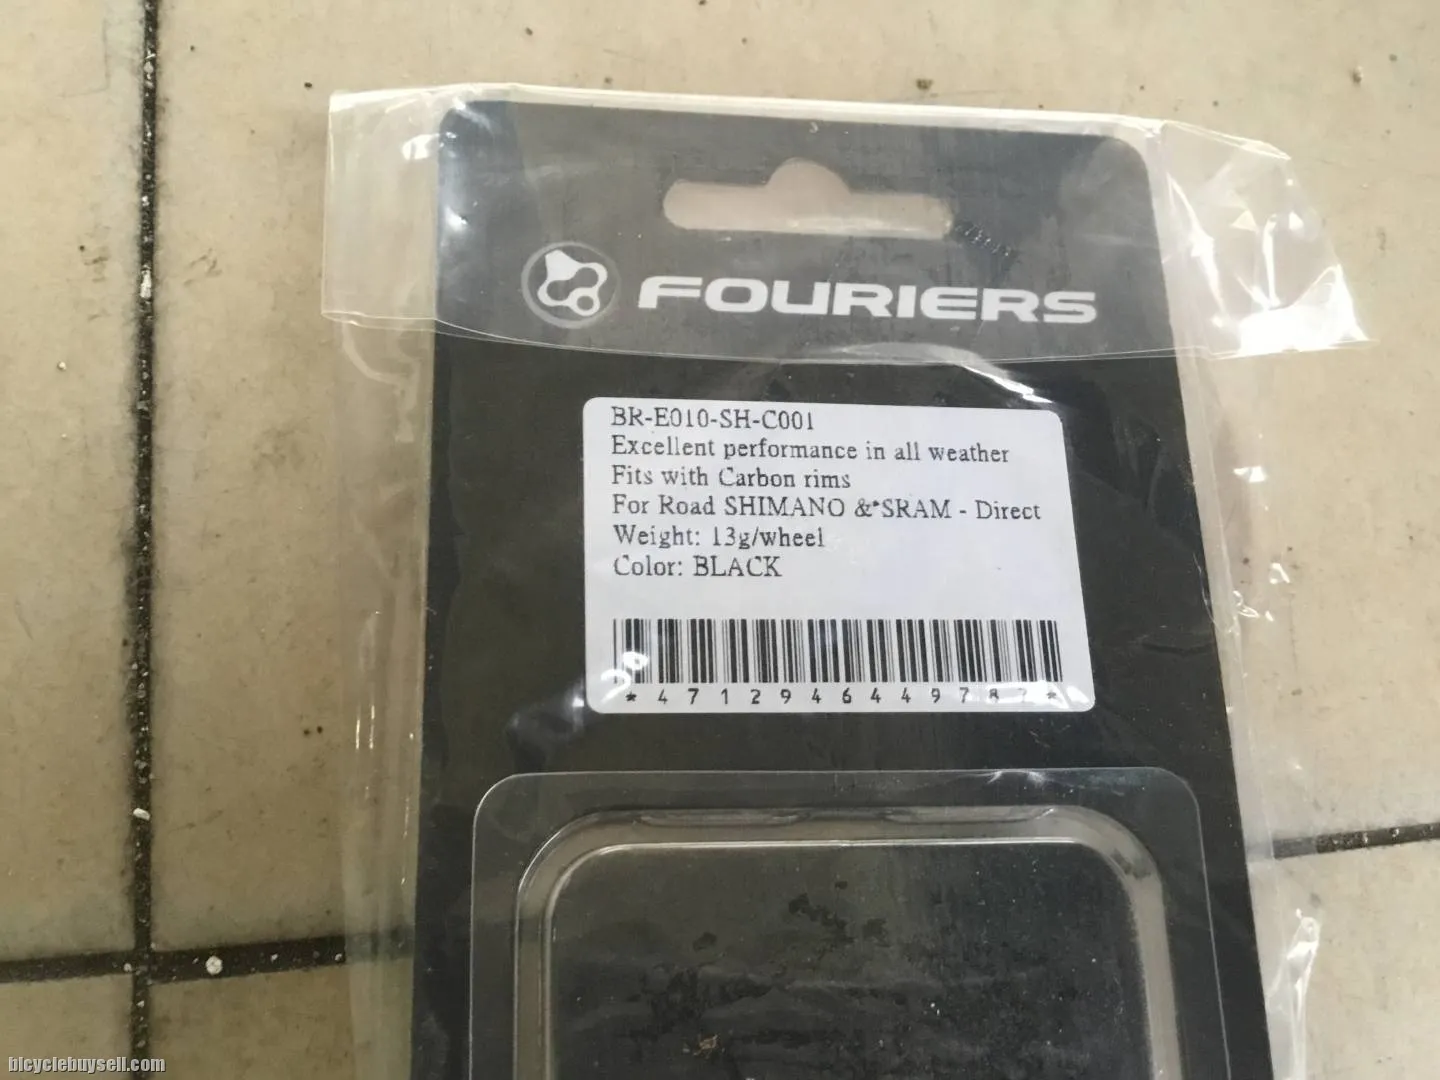 FOURIERS
BR-E010-SH-C001
Excellent performance in all weather
Fits with Carbon rims
For Road SHIMANO & SRAM - Direct
Weight: 13g/wheel
Color: BLACK
bicyclebuysell.com